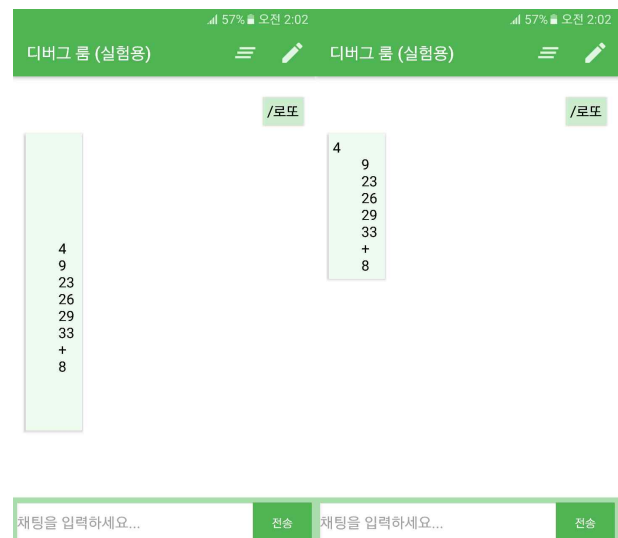 57% 오전 2:02
디버그 룸 (실험용)
/로또
4
9
23
26
29
33
+
8
채팅을 입력하세요...
전송
57% 오전 2:02
디버그 룸 (실험용)
/로또
4
9
23
26
29
33
+
8
채팅을 입력하세요...
전송